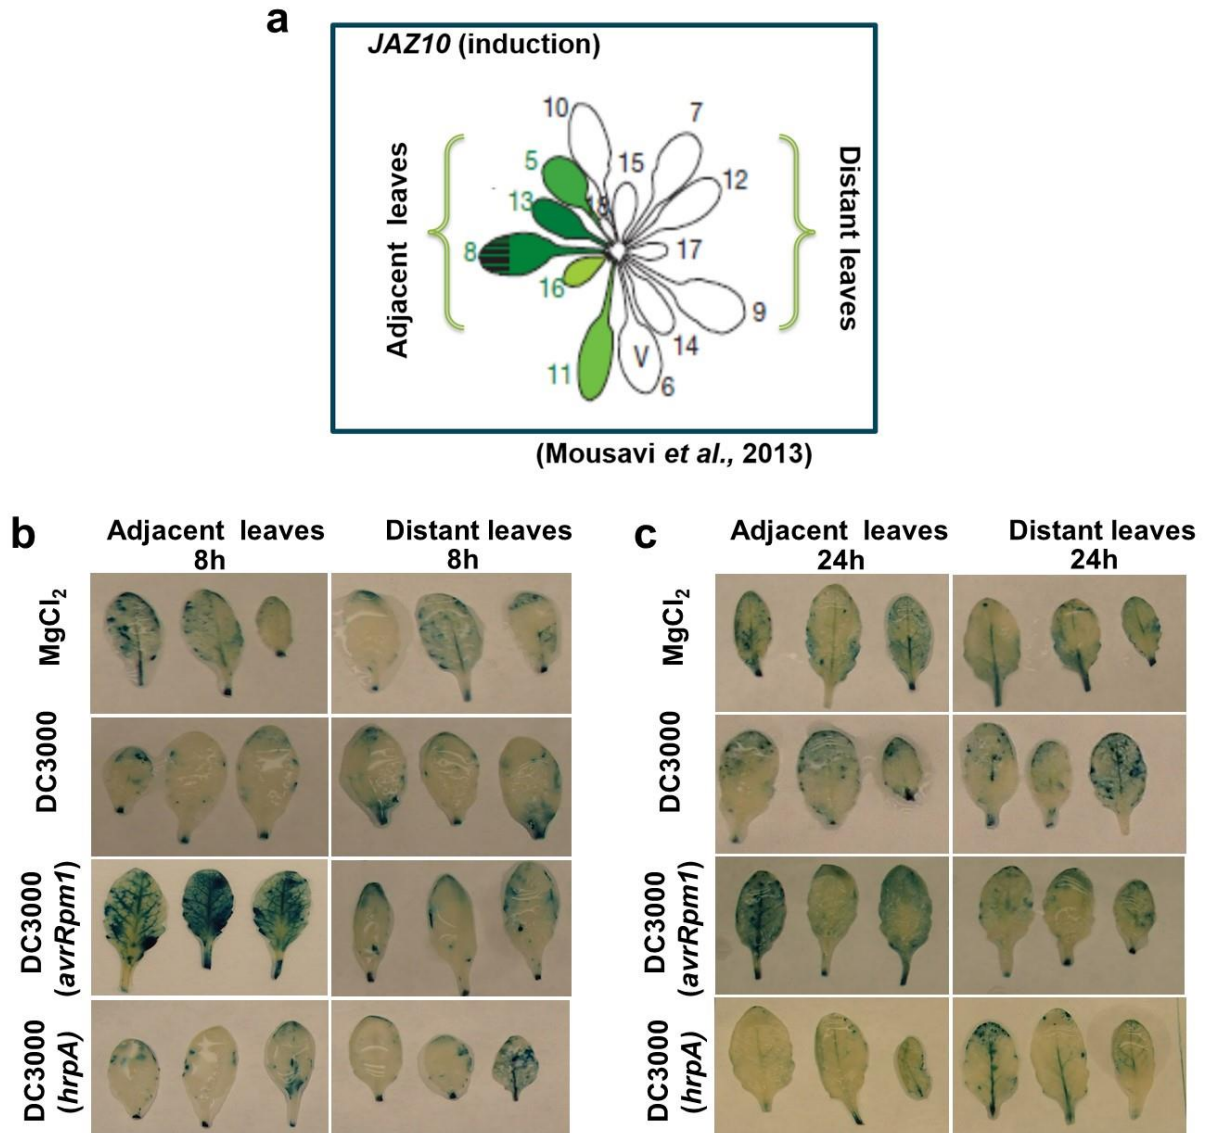 a
JAZ10 (induction)
Adjacent leaves
Distant leaves
10
7
5
15
12
13
18
8
17
16
9
14
11
V
6
(Mousavi et al., 2013)
b
Adjacent leaves
8h
Distant leaves
8h
MgCl₂
DC3000
DC3000
(avrRpm1)
DC3000
(hrpA)
c
Adjacent leaves
24h
Distant leaves
24h
MgCl₂
DC3000
DC3000
(avrRpm1)
DC3000
(hrpA)